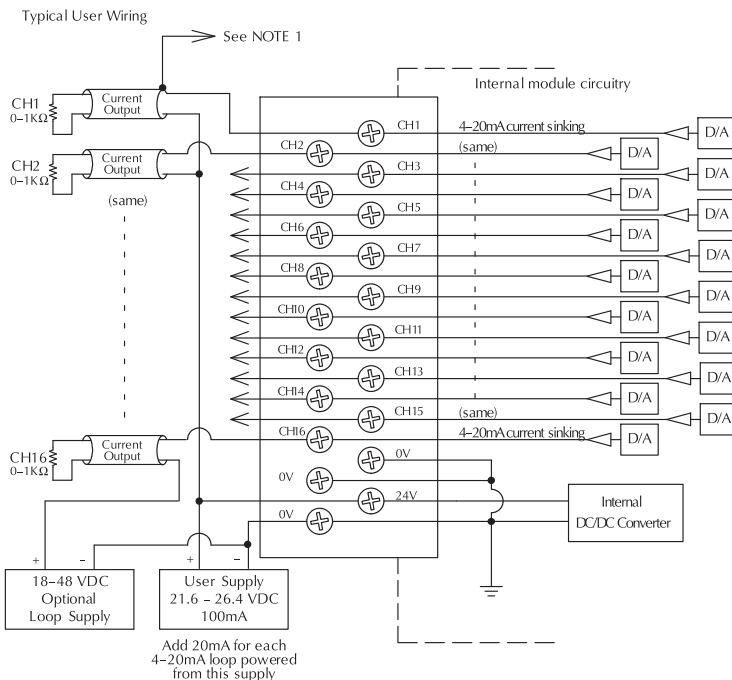 Typical User Wiring
See NOTE 1
Internal module circuitry
CH1
0–1KΩ
Current
Output
CH1
4–20mA current sinking
D/A
CH2
0–1KΩ
Current
Output
CH2
(same)
D/A
CH3
D/A
(same)
CH4
D/A
CH5
D/A
CH6
D/A
CH7
D/A
CH8
D/A
CH9
D/A
CH10
D/A
CH11
D/A
CH12
D/A
CH13
D/A
CH14
D/A
CH15
(same)
D/A
CH16
0–1KΩ
Current
Output
CH16
4–20mA current sinking
D/A
0V
0V
24V
0V
Internal
DC/DC Converter
+
–
+
–
18–48 VDC
Optional
Loop Supply
User Supply
21.6 – 26.4 VDC
100mA
Add 20mA for each
4–20mA loop powered
from this supply